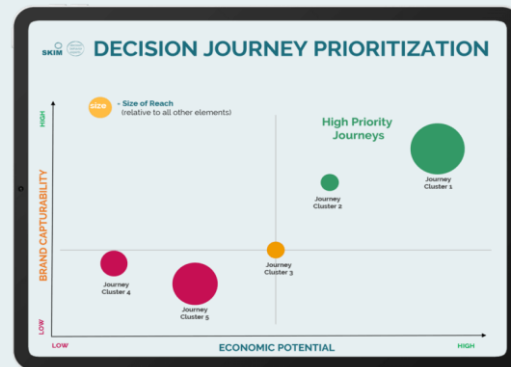 SKIM
DECISION JOURNEY PRIORITIZATION
size
- Size of Reach
(relative to all other elements)
HIGH
High Priority
Journeys
Journey
Cluster 1
Journey
Cluster 2
BRAND CAPTURABILITY
Journey
Cluster 3
Journey
Cluster 4
Journey
Cluster 5
LOW
LOW
ECONOMIC POTENTIAL
HIGH